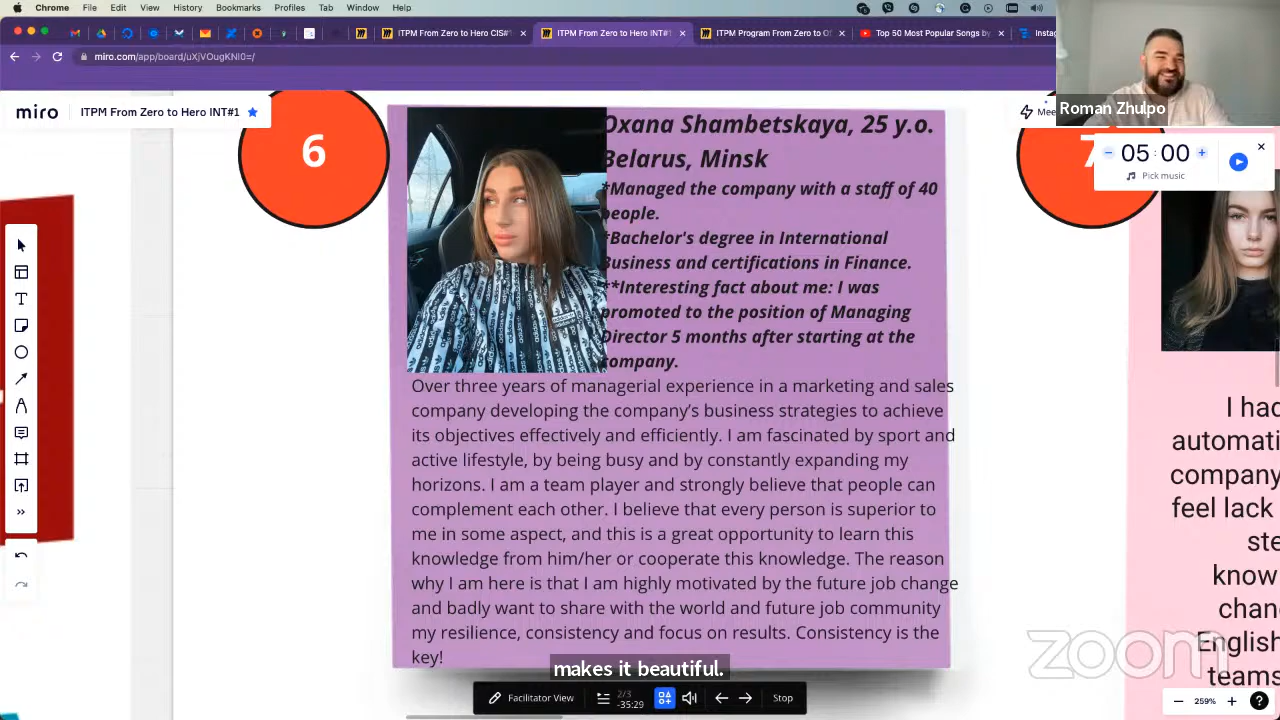 Chrome File Edit View History Bookmarks Profiles Tab Window Help
ITPM From Zero to Hero CIS#1 × ITPM From Zero to Hero INT#1 × ITPM Program From Zero to Of × Top 50 Most Popular Songs by × Instag
miro.com/app/board/uxjVOugKNI0=/
miro ITPM From Zero to Hero INT#1
Mee
Roman Zhulpo
05 : 00
Pick music
6
7
Oxana Shambetskaya, 25 y.o.
Belarus, Minsk
*Managed the company with a staff of 40
people.
*Bachelor's degree in International
Business and certifications in Finance.
**Interesting fact about me: I was
promoted to the position of Managing
Director 5 months after starting at the
company.
Over three years of managerial experience in a marketing and sales
company developing the company's business strategies to achieve
its objectives effectively and efficiently. I am fascinated by sport and
active lifestyle, by being busy and by constantly expanding my
horizons. I am a team player and strongly believe that people can
complement each other. I believe that every person is superior to
me in some aspect, and this is a great opportunity to learn this
knowledge from him/her or cooperate this knowledge. The reason
why I am here is that I am highly motivated by the future job change
and badly want to share with the world and future job community
my resilience, consistency and focus on results. Consistency is the
key!
I had
automati
company
feel lack
ste
know
chan
English
teams
makes it beautiful.
zoom
Facilitator View 2/3 -35:29 Stop
259%